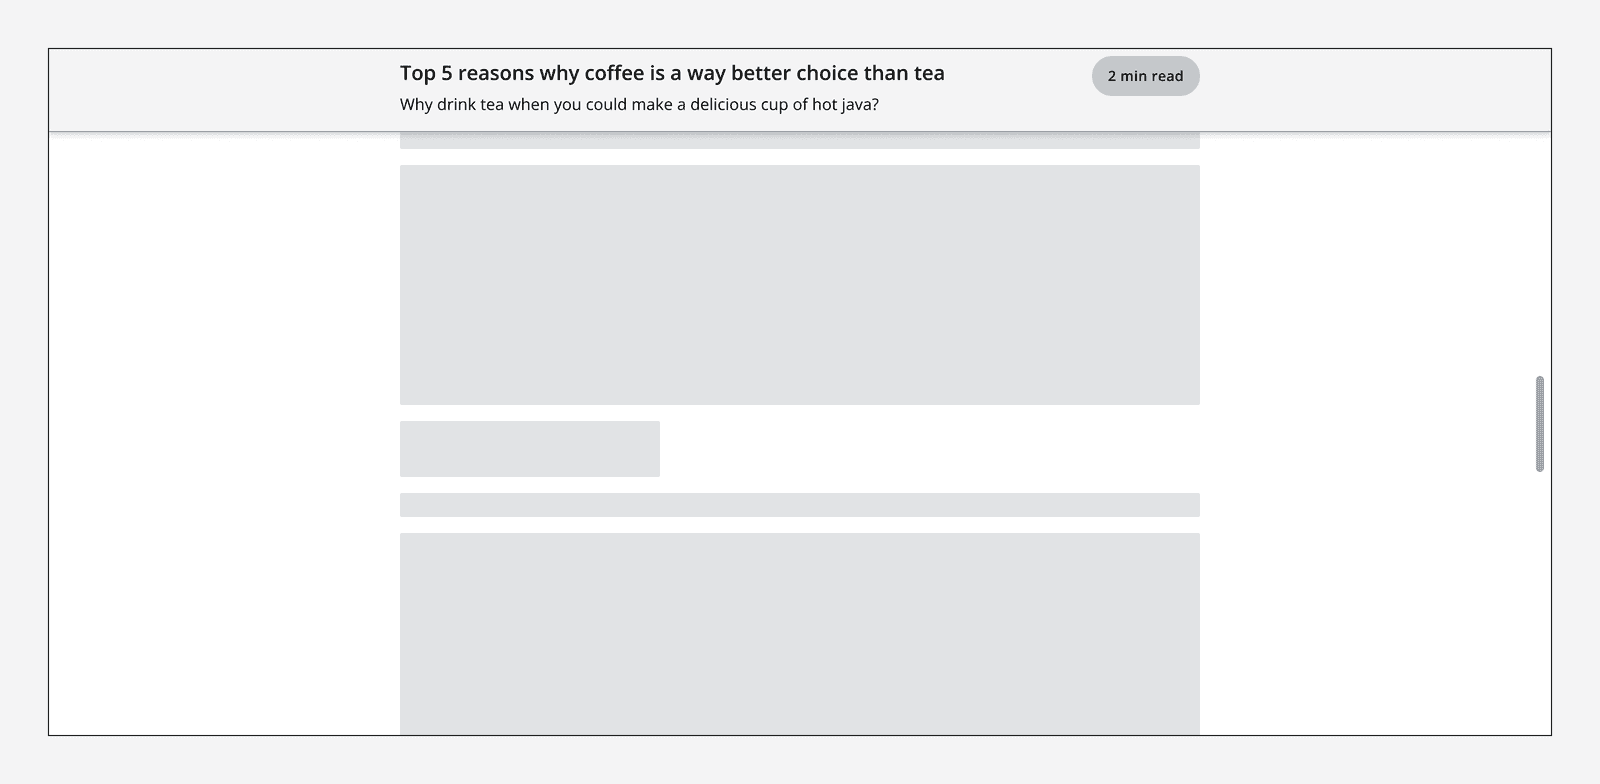 Top 5 reasons why coffee is a way better choice than tea
2 min read
Why drink tea when you could make a delicious cup of hot java?